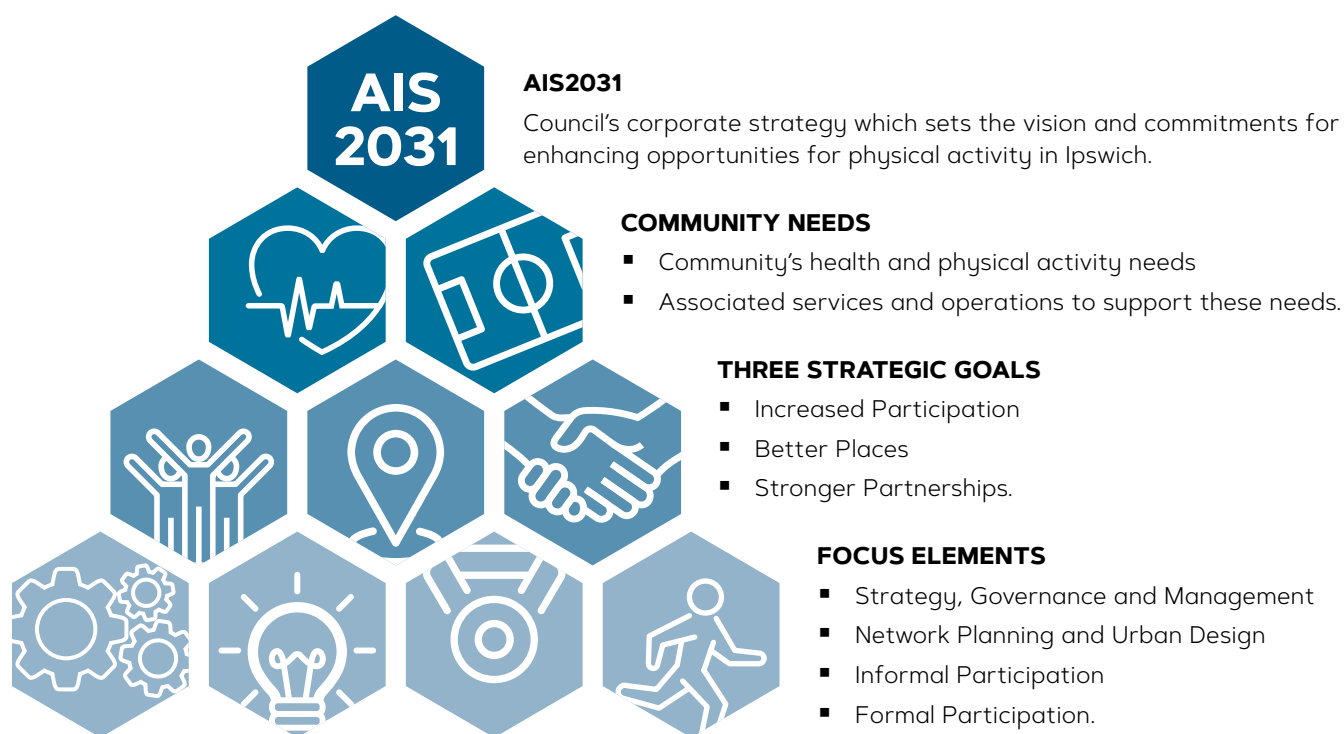 AIS
2031
AIS2031
Council's corporate strategy which sets the vision and commitments for
enhancing opportunities for physical activity in Ipswich.
COMMUNITY NEEDS
▪ Community's health and physical activity needs
▪ Associated services and operations to support these needs.
THREE STRATEGIC GOALS
▪ Increased Participation
▪ Better Places
▪ Stronger Partnerships.
FOCUS ELEMENTS
▪ Strategy, Governance and Management
▪ Network Planning and Urban Design
▪ Informal Participation
▪ Formal Participation.